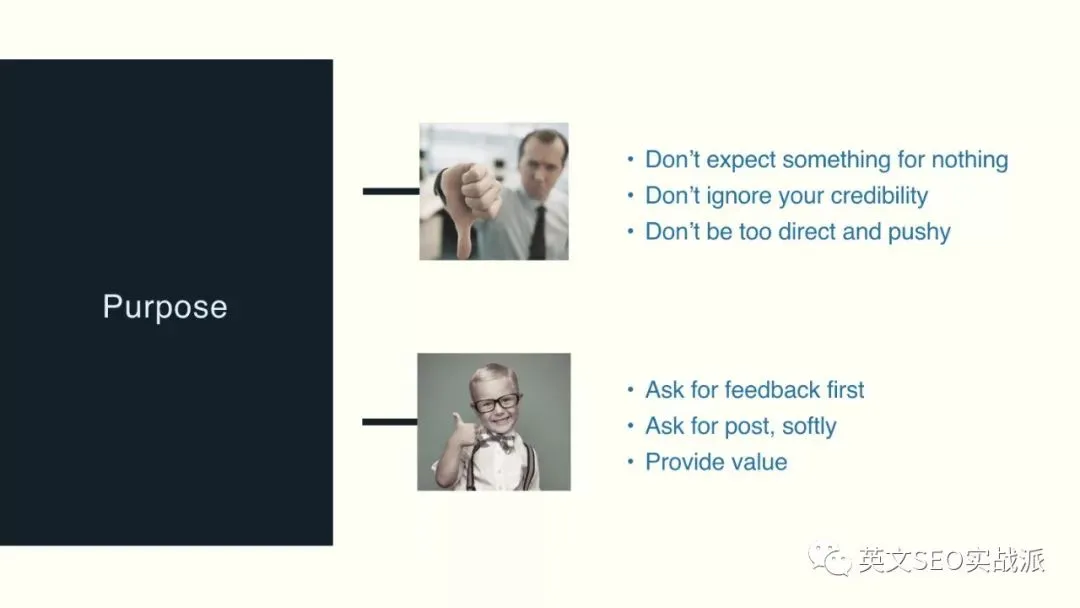 Purpose
• Don’t expect something for nothing
• Don’t ignore your credibility
• Don’t be too direct and pushy
• Ask for feedback first
• Ask for post, softly
• Provide value
英文SEO实战派